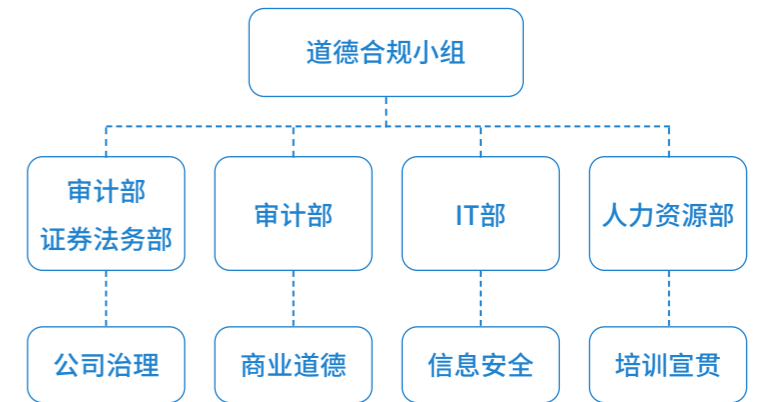 道德合规小组
审计部
证券法务部
审计部
IT部
人力资源部
公司治理
商业道德
信息安全
培训宣贯